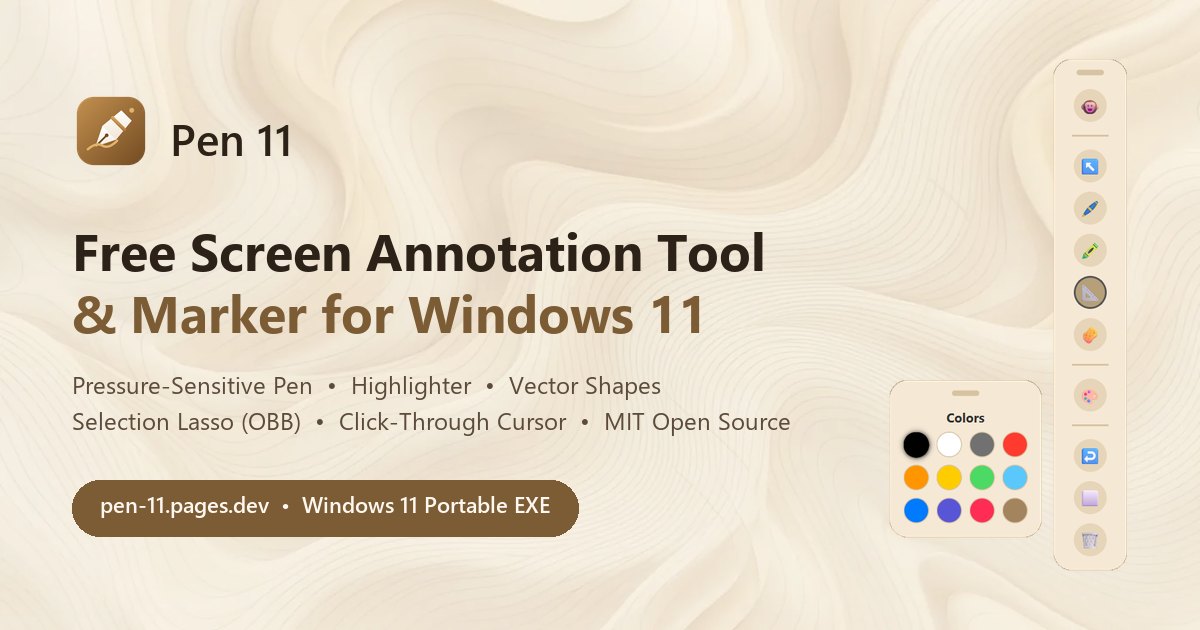 Pen 11
Free Screen Annotation Tool
& Marker for Windows 11
Pressure-Sensitive Pen • Highlighter • Vector Shapes
Selection Lasso (OBB) • Click-Through Cursor • MIT Open Source
pen-11.pages.dev • Windows 11 Portable EXE
Colors